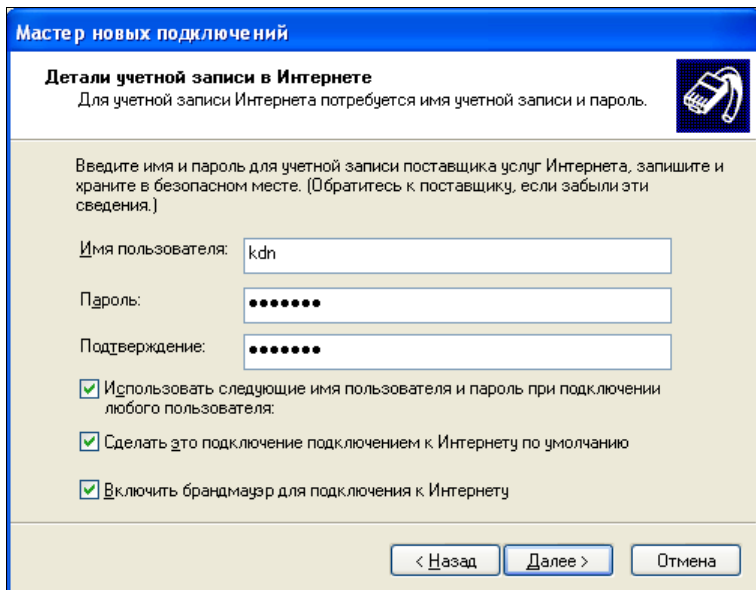 Мастер новых подключений
Детали учетной записи в Интернете
Для учетной записи Интернета потребуется имя учетной записи и пароль.
Введите имя и пароль для учетной записи поставщика услуг Интернета, запишите и
храните в безопасном месте. (Обратитесь к поставщику, если забыли эти
сведения.)
Имя пользователя: kdn
Пароль: •••••••
Подтверждение: •••••••
Использовать следующие имя пользователя и пароль при подключении
любого пользователя:
Сделать это подключение подключением к Интернету по умолчанию
Включить брандмауэр для подключения к Интернету
< Назад Далее > Отмена